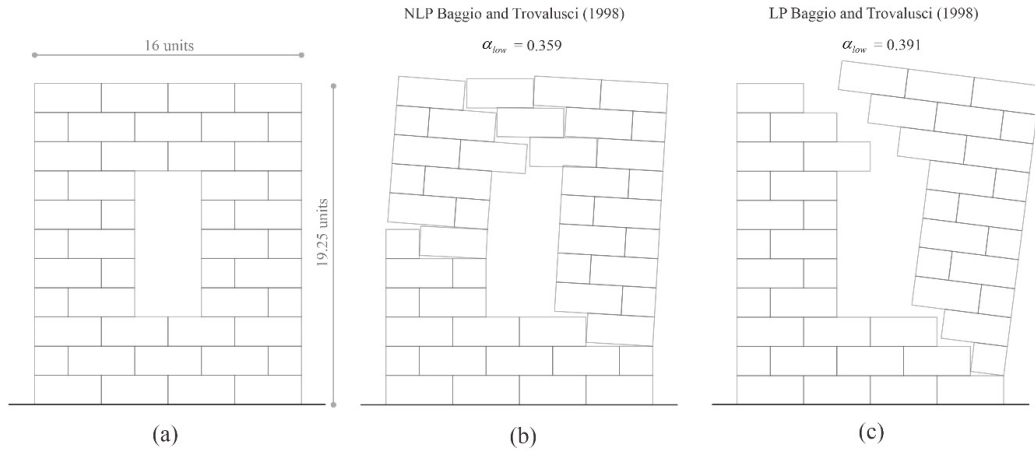 16 units
19.25 units
(a)
NLP Baggio and Trovalusci (1998)
α_low = 0.359
(b)
LP Baggio and Trovalusci (1998)
α_low = 0.391
(c)